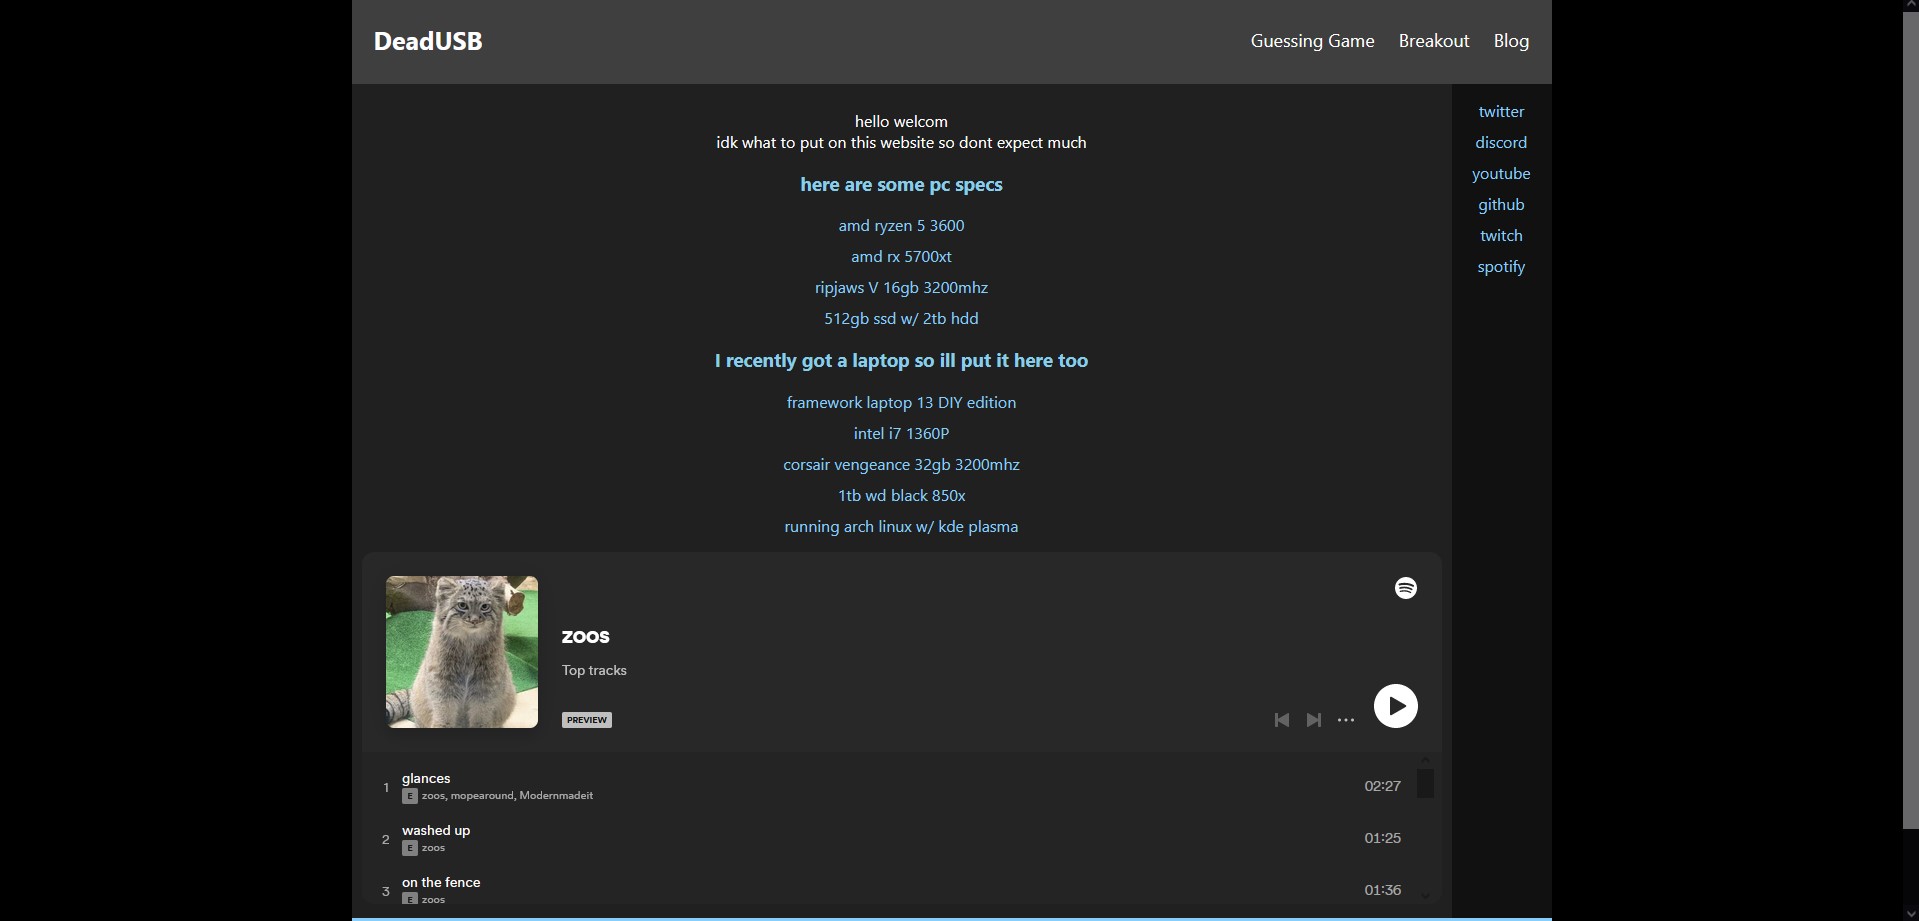 DeadUSB
Guessing Game Breakout Blog
hello welcom
idk what to put on this website so dont expect much
here are some pc specs
amd ryzen 5 3600
amd rx 5700xt
ripjaws V 16gb 3200mhz
512gb ssd w/ 2tb hdd
I recently got a laptop so ill put it here too
framework laptop 13 DIY edition
intel i7 1360P
corsair vengeance 32gb 3200mhz
1tb wd black 850x
running arch linux w/ kde plasma
twitter
discord
youtube
github
twitch
spotify
zoos
Top tracks
PREVIEW
1 glances 02:27
E zoos, mopearound, Modernmadeit
2 washed up 01:25
E zoos
3 on the fence 01:36
E zoos